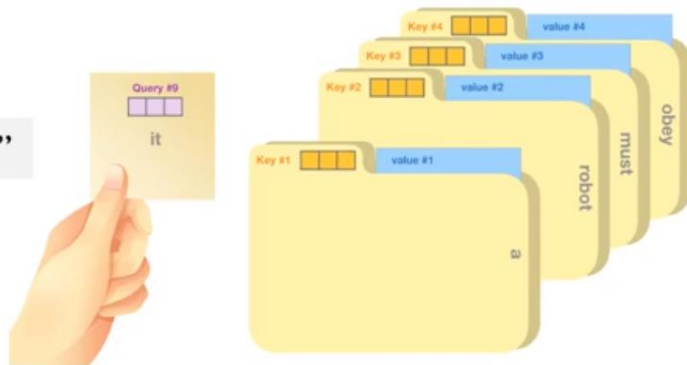 ”
Query #9
it
Key #4 value #4
obey
Key #3 value #3
must
Key #2 value #2
robot
Key #1 value #1
a